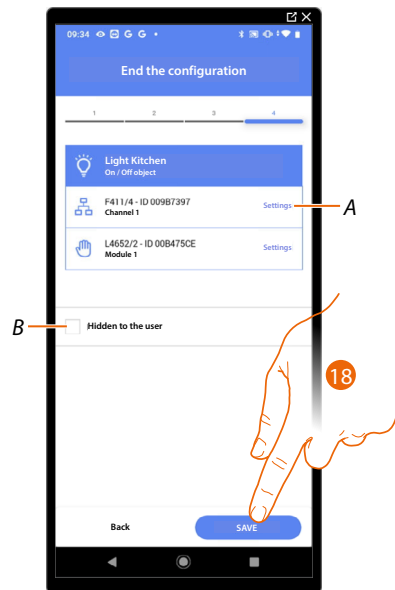 09:34 G G
End the configuration
1 2 3 4
Light Kitchen
On / Off object
F411/4 - ID 009B7397
Channel 1
Settings
A
L4652/2 - ID 00B475CE
Module 1
Settings
B
Hidden to the user
18
Back
SAVE